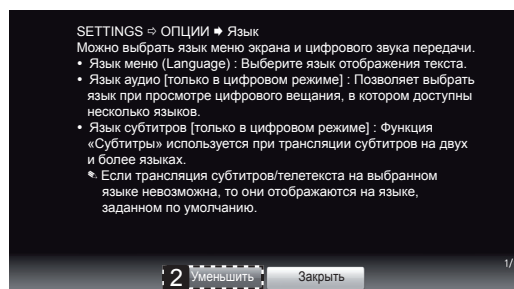 SETTINGS ⇨ ОПЦИИ ➧ Язык
Можно выбрать язык меню экрана и цифрового звука передачи.
• Язык меню (Language) : Выберите язык отображения текста.
• Язык аудио [только в цифровом режиме] : Позволяет выбрать
язык при просмотре цифрового вещания, в котором доступны
несколько языков.
• Язык субтитров [только в цифровом режиме] : Функция
«Субтитры» используется при трансляции субтитров на двух
и более языках.
✎ Если трансляция субтитров/телетекста на выбранном
языке невозможна, то они отображаются на языке,
заданном по умолчанию.
1/
2 Уменьшить Закрыть